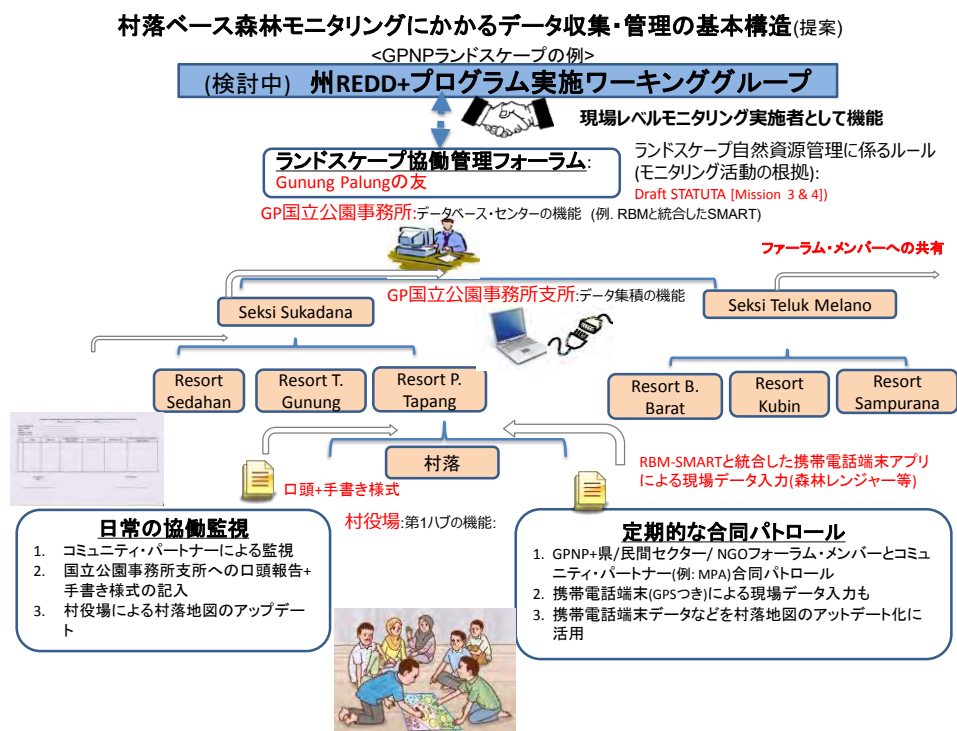 村落ベース森林モニタリングにかかるデータ収集・管理の基本構造(提案)
<GPNPランドスケープの例>
(検討中) 州REDD+プログラム実施ワーキンググループ
現場レベルモニタリング実施者として機能
ランドスケープ協働管理フォーラム:
Gunung Palungの友
ランドスケープ自然資源管理に係るルール
(モニタリング活動の根拠):
Draft STATUTA [Mission 3 & 4])
GP国立公園事務所:データベース・センターの機能 (例. RBMと統合したSMART)
ファーラム・メンバーへの共有
GP国立公園事務所支所:データ集積の機能
Seksi Sukadana
Seksi Teluk Melano
Resort
Sedahan
Resort T.
Gunung
Resort P.
Tapang
Resort B.
Barat
Resort
Kubin
Resort
Sampurana
村落
口頭+手書き様式
RBM-SMARTと統合した携帯電話端末アプリ
による現場データ入力(森林レンジャー等)
村役場:第1ハブの機能:
日常の協働監視
1. コミュニティ・パートナーによる監視
2. 国立公園事務所支所への口頭報告+
手書き様式の記入
3. 村役場による村落地図のアップデー
ト
定期的な合同パトロール
1. GPNP+県/民間セクター/ NGOフォーラム・メンバーとコミュ
ニティ・パートナー(例: MPA)合同パトロール
2. 携帯電話端末(GPSつき)による現場データ入力も
3. 携帯電話端末データなどを村落地図のアットデート化に
活用